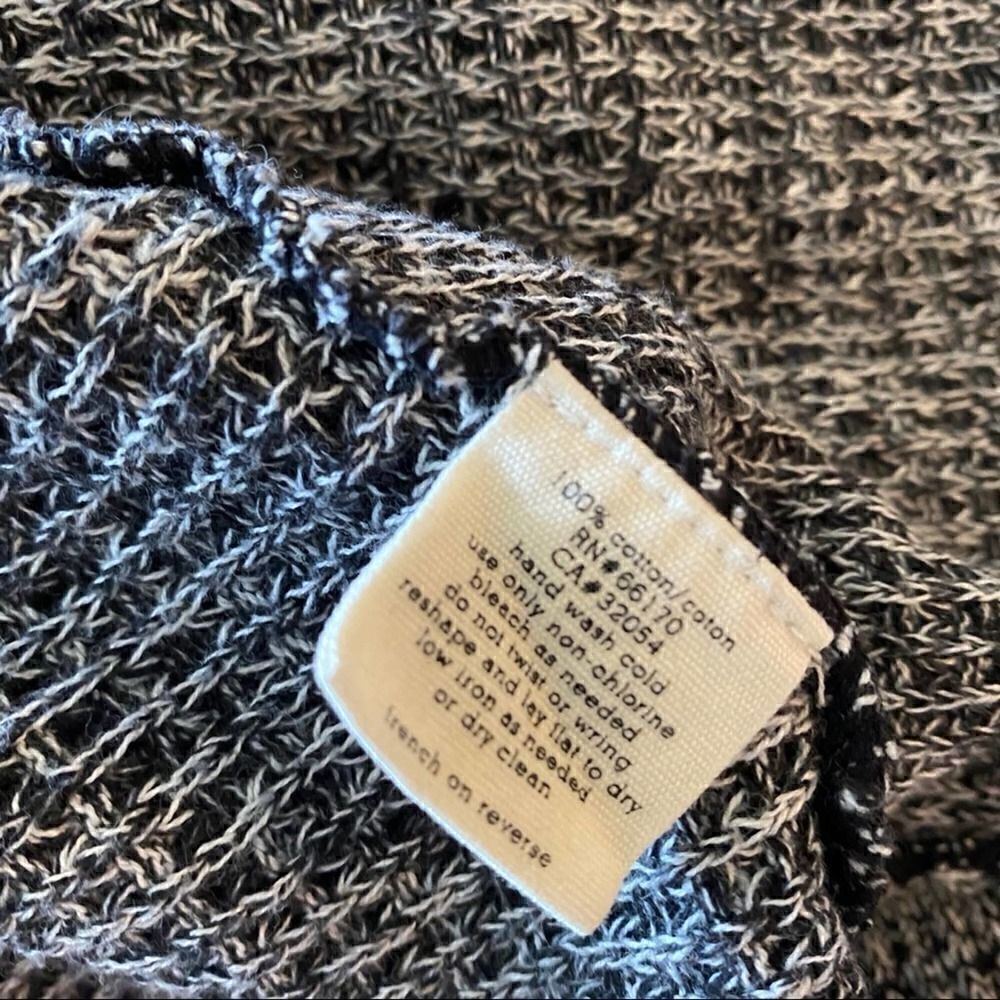 100% cotton/coton
RN#66170
CA#32054
hand wash cold
use only non-chlorine
bleach as needed
do not twist or wring
reshape and lay flat to dry
low iron as needed
or dry clean
french on reverse